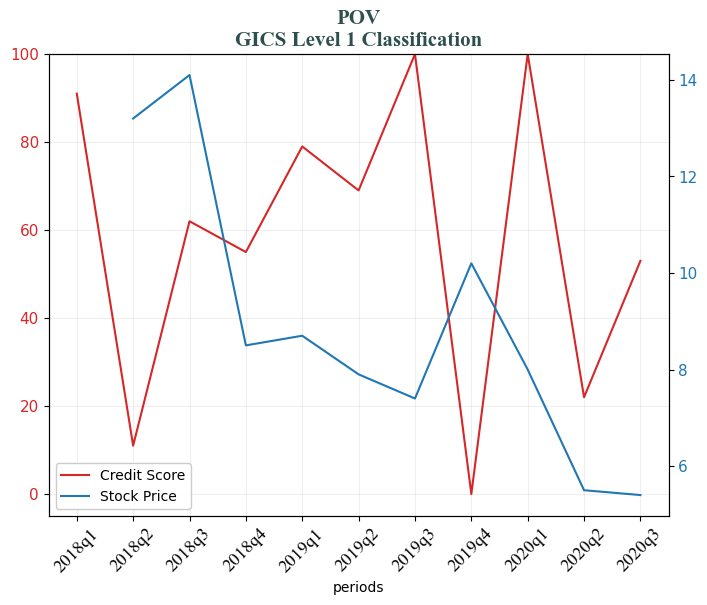 POV
GICS Level 1 Classification
100
80
60
40
20
0
14
12
10
8
6
Credit Score
Stock Price
2018q1
2018q2
2018q3
2018q4
2019q1
2019q2
2019q3
2019q4
2020q1
2020q2
2020q3
periods